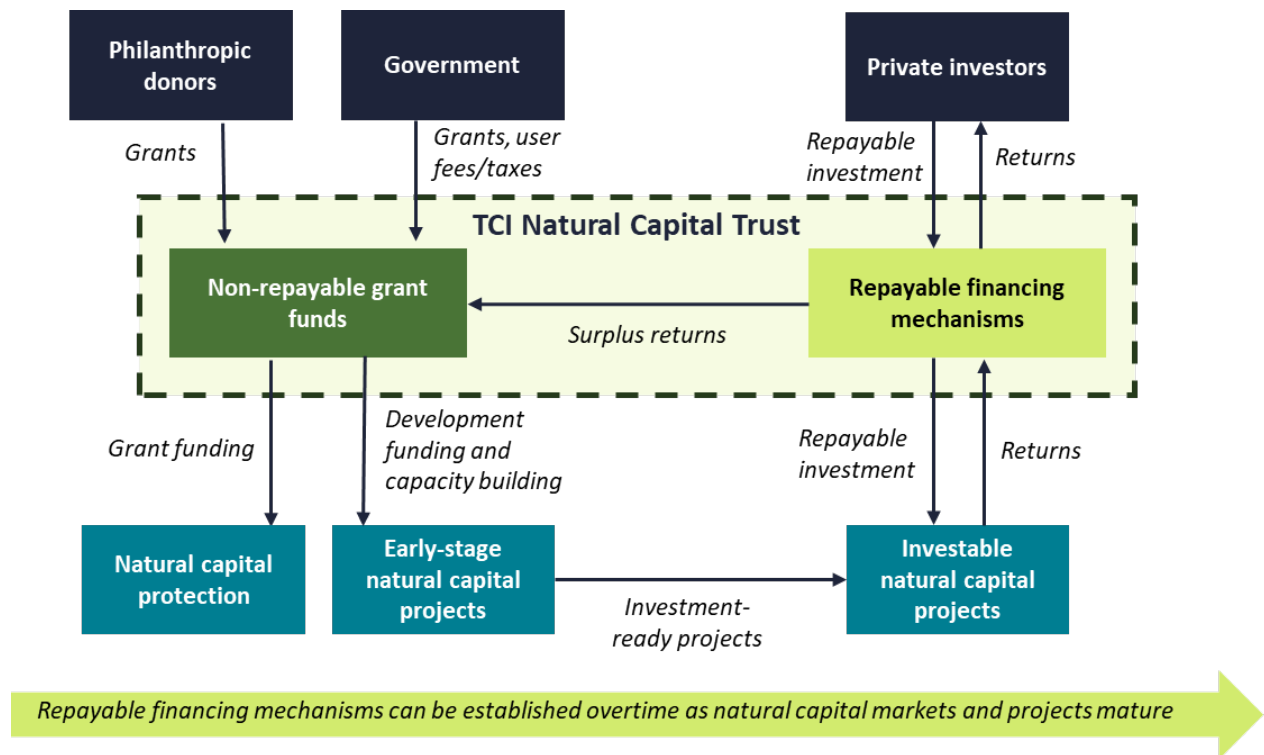 Philanthropic
donors
Government
Private investors
Grants
Grants, user
fees/taxes
Repayable
investment
Returns
TCI Natural Capital Trust
Non-repayable grant
funds
Surplus returns
Repayable financing
mechanisms
Grant funding
Development
funding and
capacity building
Repayable
investment
Returns
Natural capital
protection
Early-stage
natural capital
projects
Investment-
ready projects
Investable
natural capital
projects
Repayable financing mechanisms can be established overtime as natural capital markets and projects mature